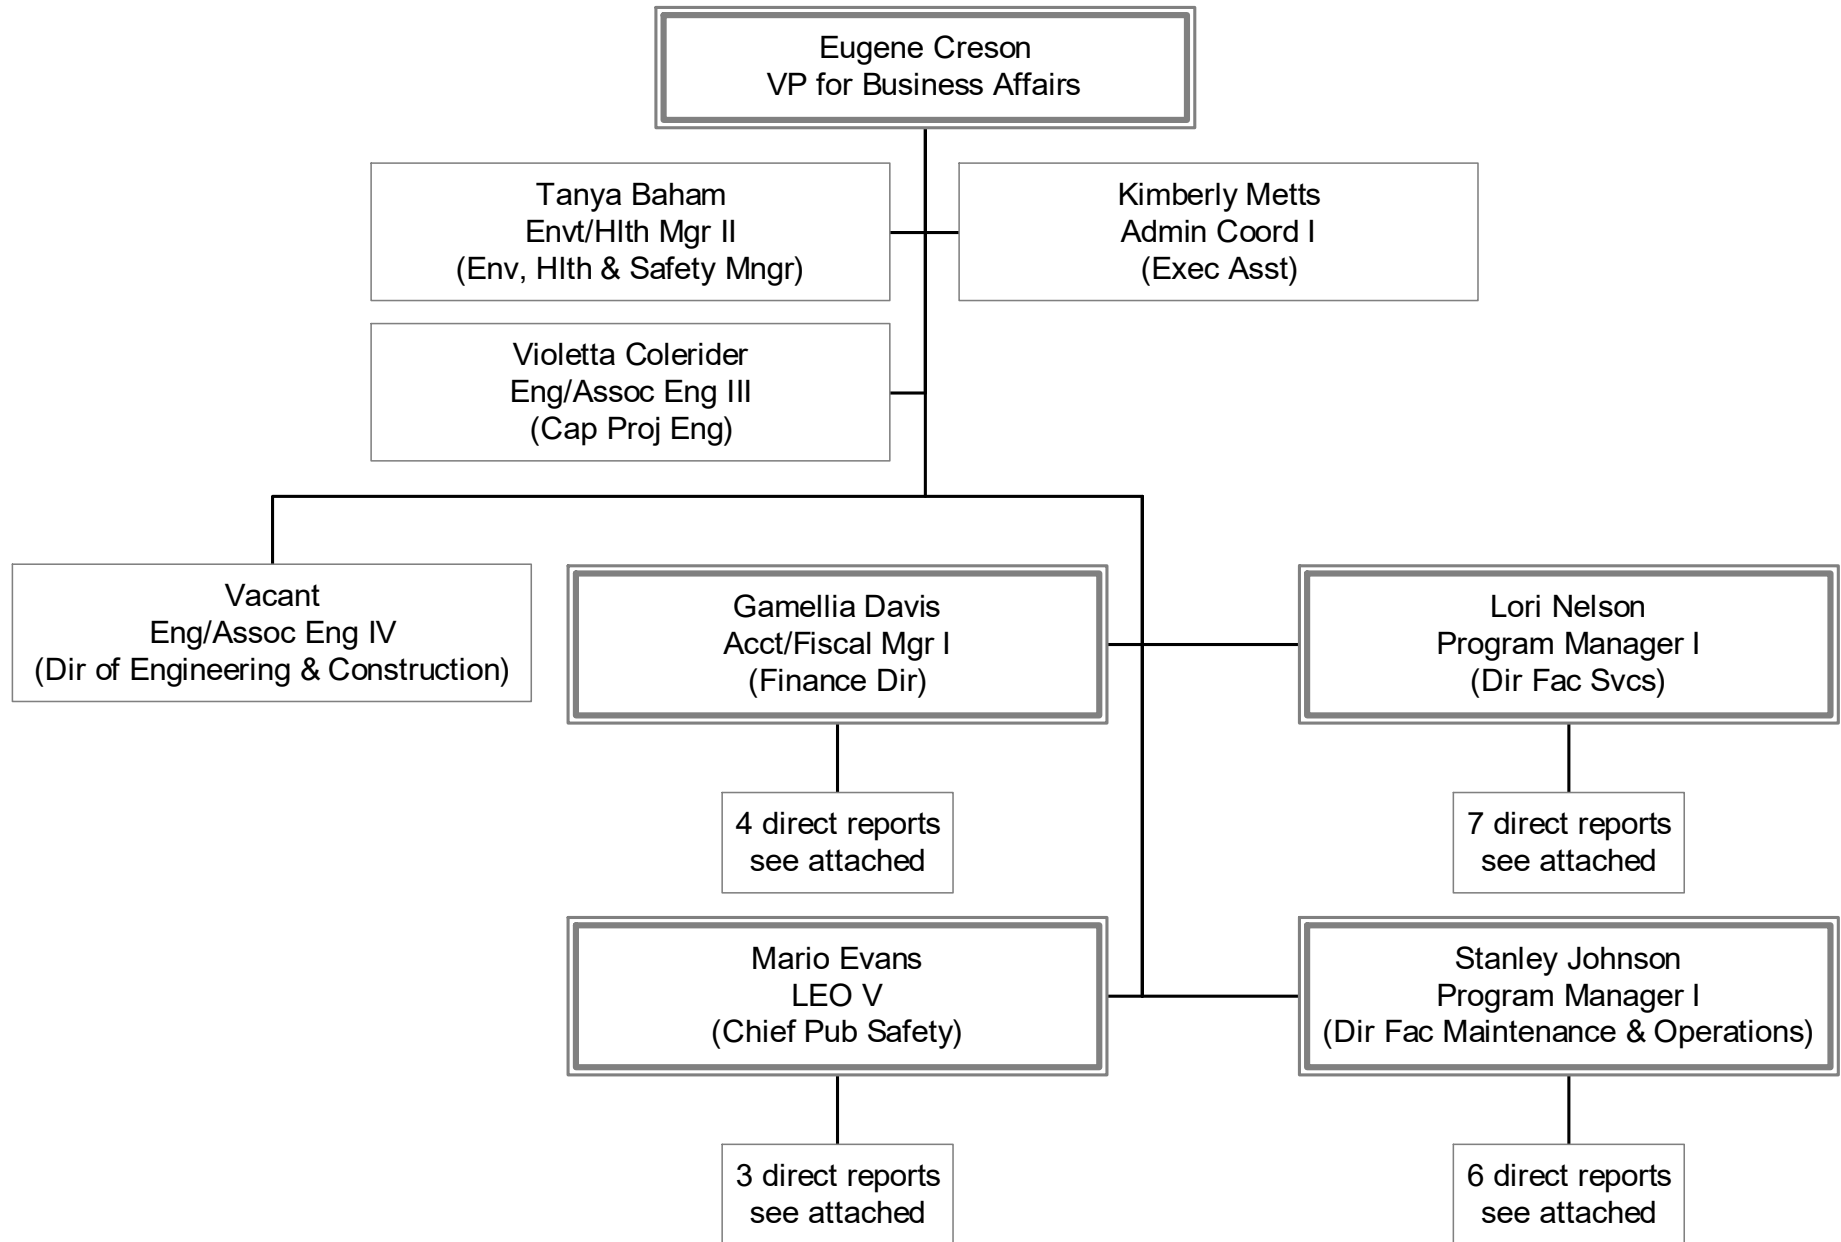 Eugene Creson
VP for Business Affairs
Tanya Baham
Envt/Hlth Mgr II
(Env, Hlth & Safety Mngr)
Kimberly Metts
Admin Coord I
(Exec Asst)
Violetta Colerider
Eng/Assoc Eng III
(Cap Proj Eng)
Vacant
Eng/Assoc Eng IV
(Dir of Engineering & Construction)
Gamellia Davis
Acct/Fiscal Mgr I
(Finance Dir)
Lori Nelson
Program Manager I
(Dir Fac Svcs)
4 direct reports
see attached
7 direct reports
see attached
Mario Evans
LEO V
(Chief Pub Safety)
Stanley Johnson
Program Manager I
(Dir Fac Maintenance & Operations)
3 direct reports
see attached
6 direct reports
see attached